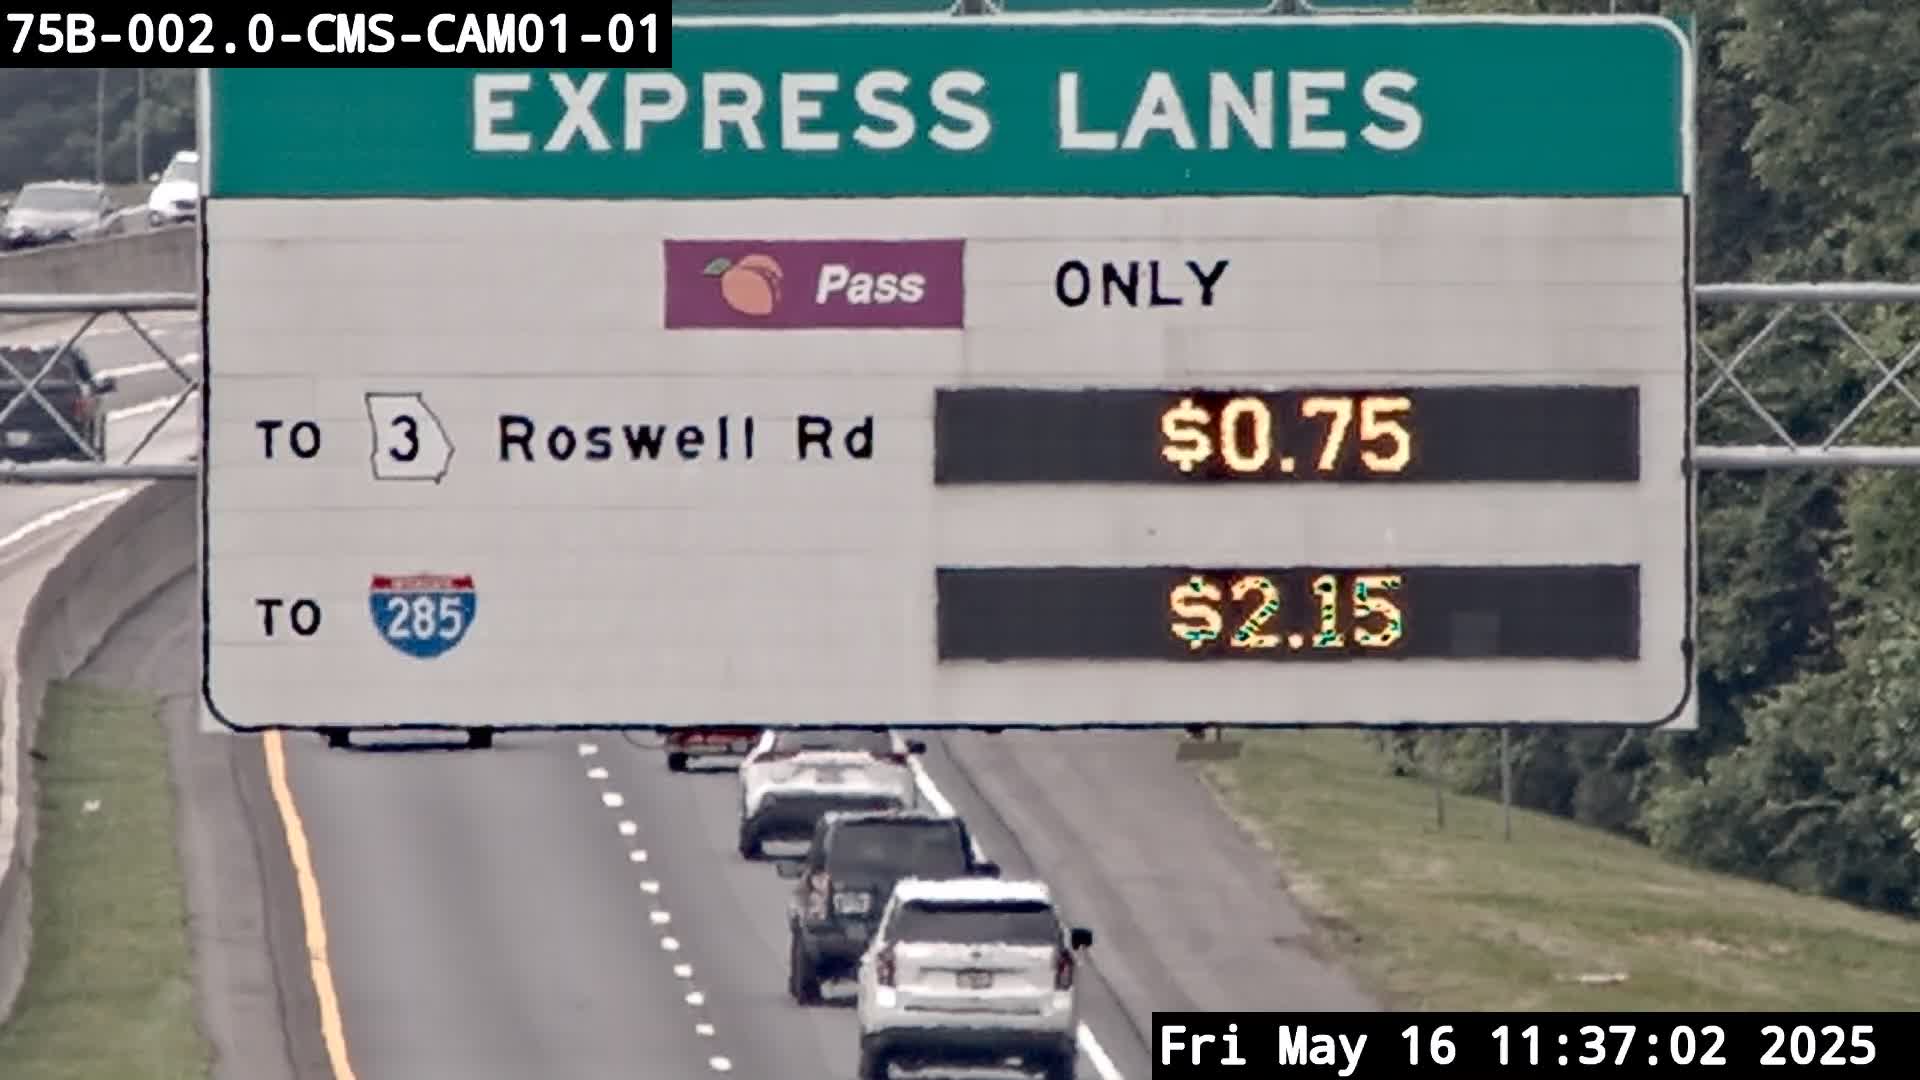 75B-002.0-CMS-CAM01-01
EXPRESS LANES
Pass ONLY
TO 3 Roswell Rd $0.75
TO 285 $2.15
Fri May 16 11:37:02 2025